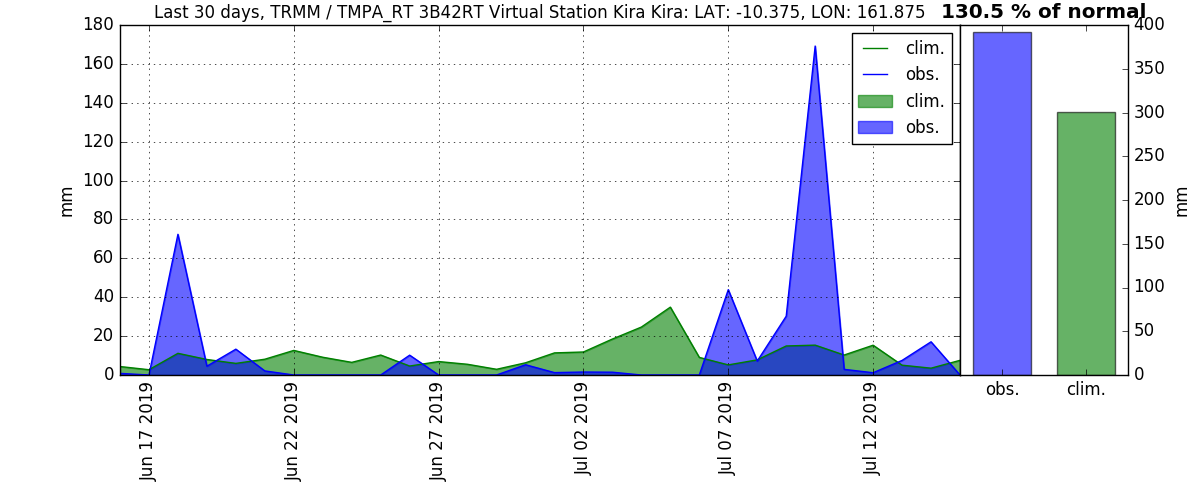 Last 30 days, TRMM / TMPA_RT 3B42RT Virtual Station Kira Kira: LAT: -10.375, LON: 161.875
130.5 % of normal
180
160
140
120
100
80
60
40
20
0
mm
clim.
obs.
clim.
obs.
Jun 17 2019
Jun 22 2019
Jun 27 2019
Jul 02 2019
Jul 07 2019
Jul 12 2019
400
350
300
250
200
150
100
50
0
mm
obs.
clim.